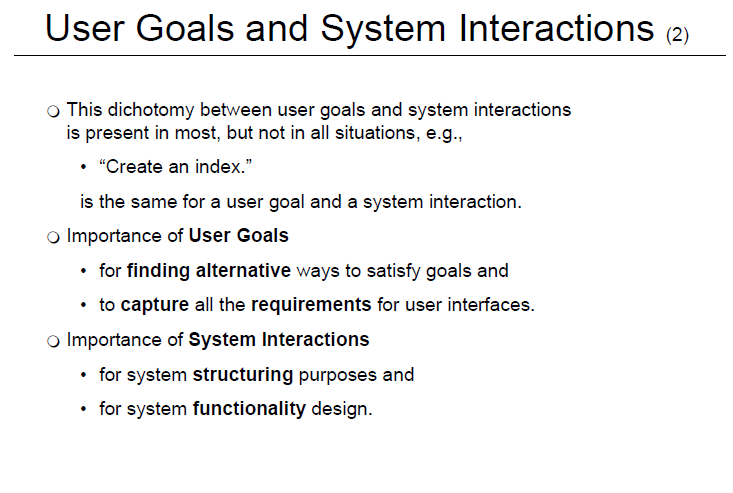 User Goals and System Interactions (2)
○ This dichotomy between user goals and system interactions
is present in most, but not in all situations, e.g.,
• “Create an index.”
is the same for a user goal and a system interaction.
○ Importance of User Goals
• for finding alternative ways to satisfy goals and
• to capture all the requirements for user interfaces.
○ Importance of System Interactions
• for system structuring purposes and
• for system functionality design.